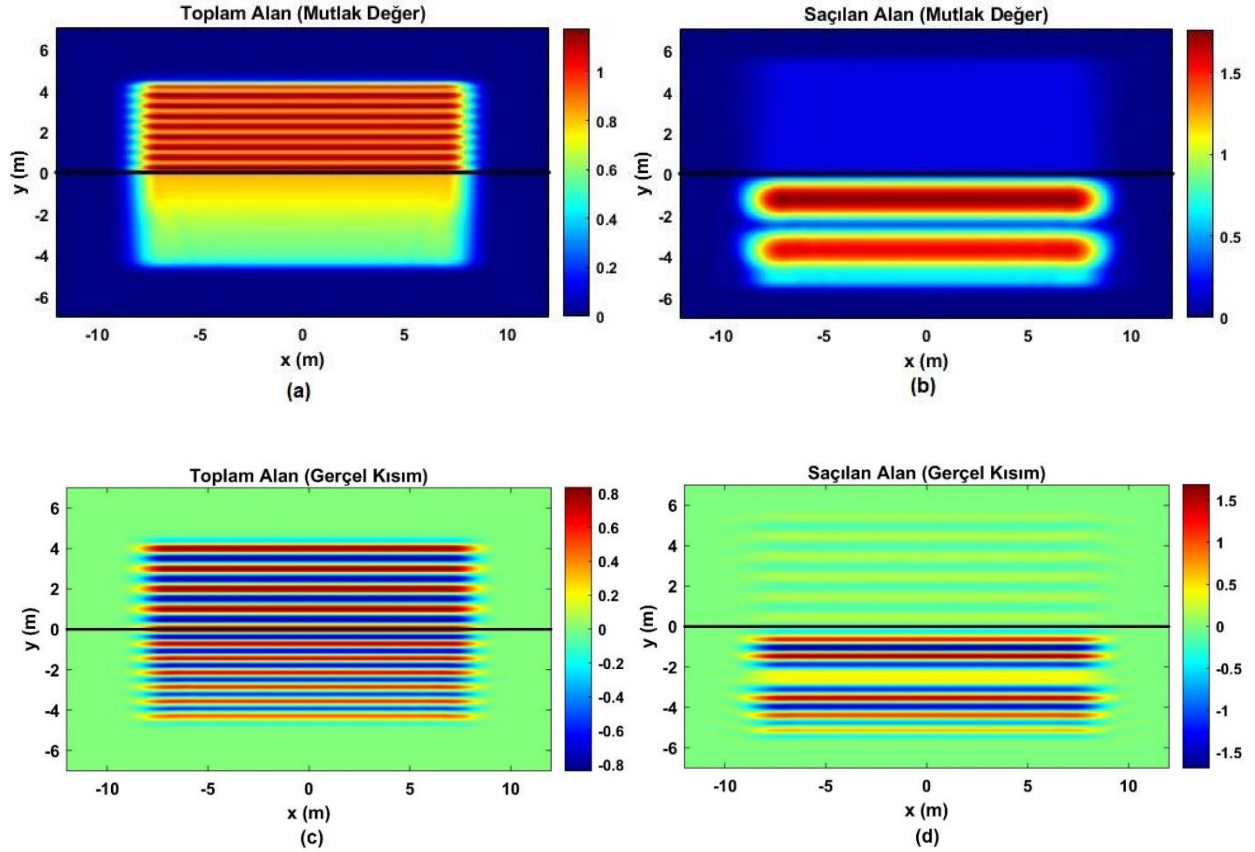 Toplam Alan (Mutlak Değer)
6
4
2
0
-2
-4
-6
y (m)
-10 -5 0 5 10
x (m)
1
0.8
0.6
0.4
0.2
0
(a)
Saçılan Alan (Mutlak Değer)
6
4
2
0
-2
-4
-6
y (m)
-10 -5 0 5 10
x (m)
1.5
1
0.5
0
(b)
Toplam Alan (Gerçel Kısım)
6
4
2
0
-2
-4
-6
y (m)
-10 -5 0 5 10
x (m)
0.8
0.6
0.4
0.2
0
-0.2
-0.4
-0.6
-0.8
(c)
Saçılan Alan (Gerçel Kısım)
6
4
2
0
-2
-4
-6
y (m)
-10 -5 0 5 10
x (m)
1.5
1
0.5
0
-0.5
-1
-1.5
(d)